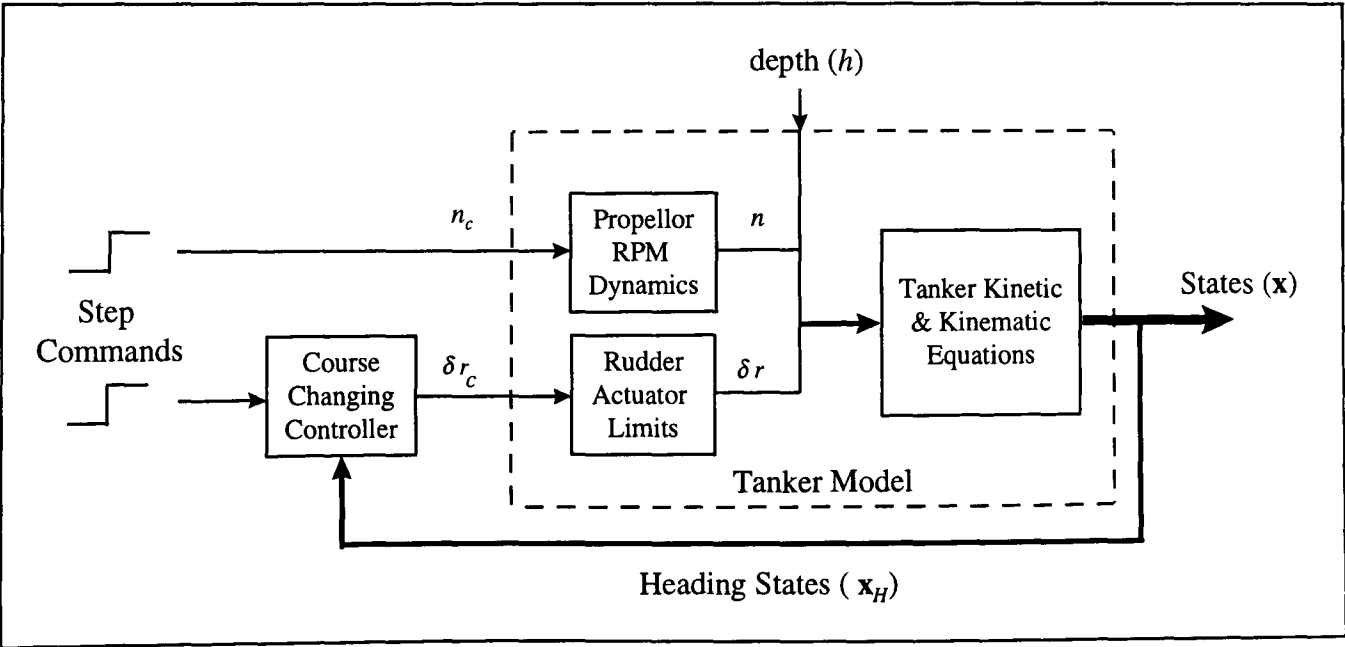 depth (h)
n_c
Propellor
RPM
Dynamics
n
Step
Commands
Course
Changing
Controller
δr_c
Rudder
Actuator
Limits
δr
Tanker Kinetic
& Kinematic
Equations
States (x)
Tanker Model
Heading States ( x_H)